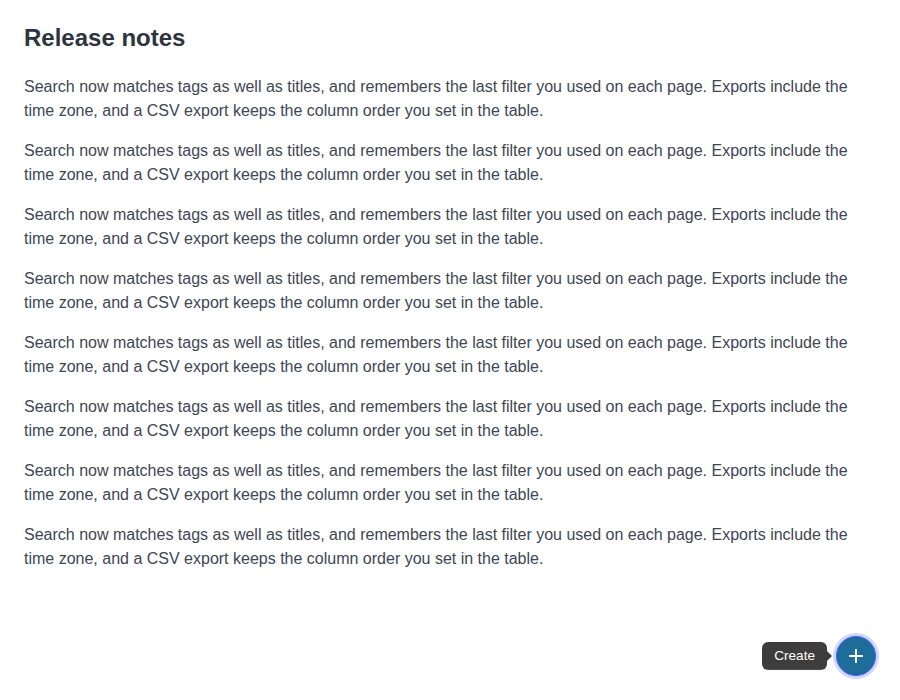 Release notes
Search now matches tags as well as titles, and remembers the last filter you used on each page. Exports include the
time zone, and a CSV export keeps the column order you set in the table.
Search now matches tags as well as titles, and remembers the last filter you used on each page. Exports include the
time zone, and a CSV export keeps the column order you set in the table.
Search now matches tags as well as titles, and remembers the last filter you used on each page. Exports include the
time zone, and a CSV export keeps the column order you set in the table.
Search now matches tags as well as titles, and remembers the last filter you used on each page. Exports include the
time zone, and a CSV export keeps the column order you set in the table.
Search now matches tags as well as titles, and remembers the last filter you used on each page. Exports include the
time zone, and a CSV export keeps the column order you set in the table.
Search now matches tags as well as titles, and remembers the last filter you used on each page. Exports include the
time zone, and a CSV export keeps the column order you set in the table.
Search now matches tags as well as titles, and remembers the last filter you used on each page. Exports include the
time zone, and a CSV export keeps the column order you set in the table.
Search now matches tags as well as titles, and remembers the last filter you used on each page. Exports include the
time zone, and a CSV export keeps the column order you set in the table.
Create